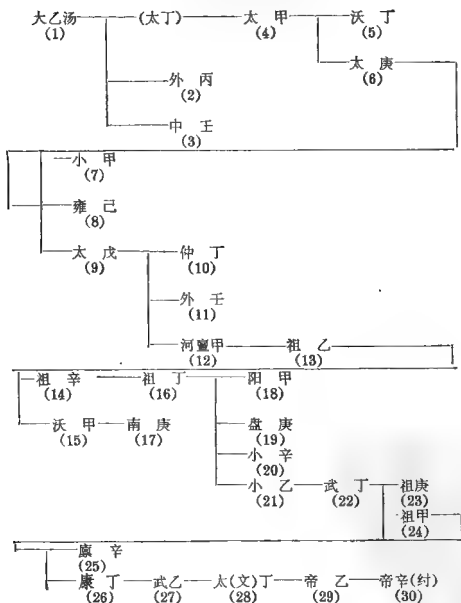 大乙汤 (太丁) 太 甲 沃 丁
(1) (4) (5)
太 庚
(6)
外 丙
(2)
中 壬
(3)
小 甲
(7)
雍 己
(8)
太 戊 仲 丁
(9) (10)
外 壬
(11)
河亶甲 祖 乙
(12) (13)
祖 辛 祖 丁 阳 甲
(14) (16) (18)
沃 甲 南 庚 盘 庚
(15) (17) (19)
小 辛
(20)
小 乙 武 丁 祖庚
(21) (22) (23)
祖甲
(24)
廪 辛
(25)
康 丁 武乙 太(文)丁 帝 乙 帝辛(纣)
(26) (27) (28) (29) (30)